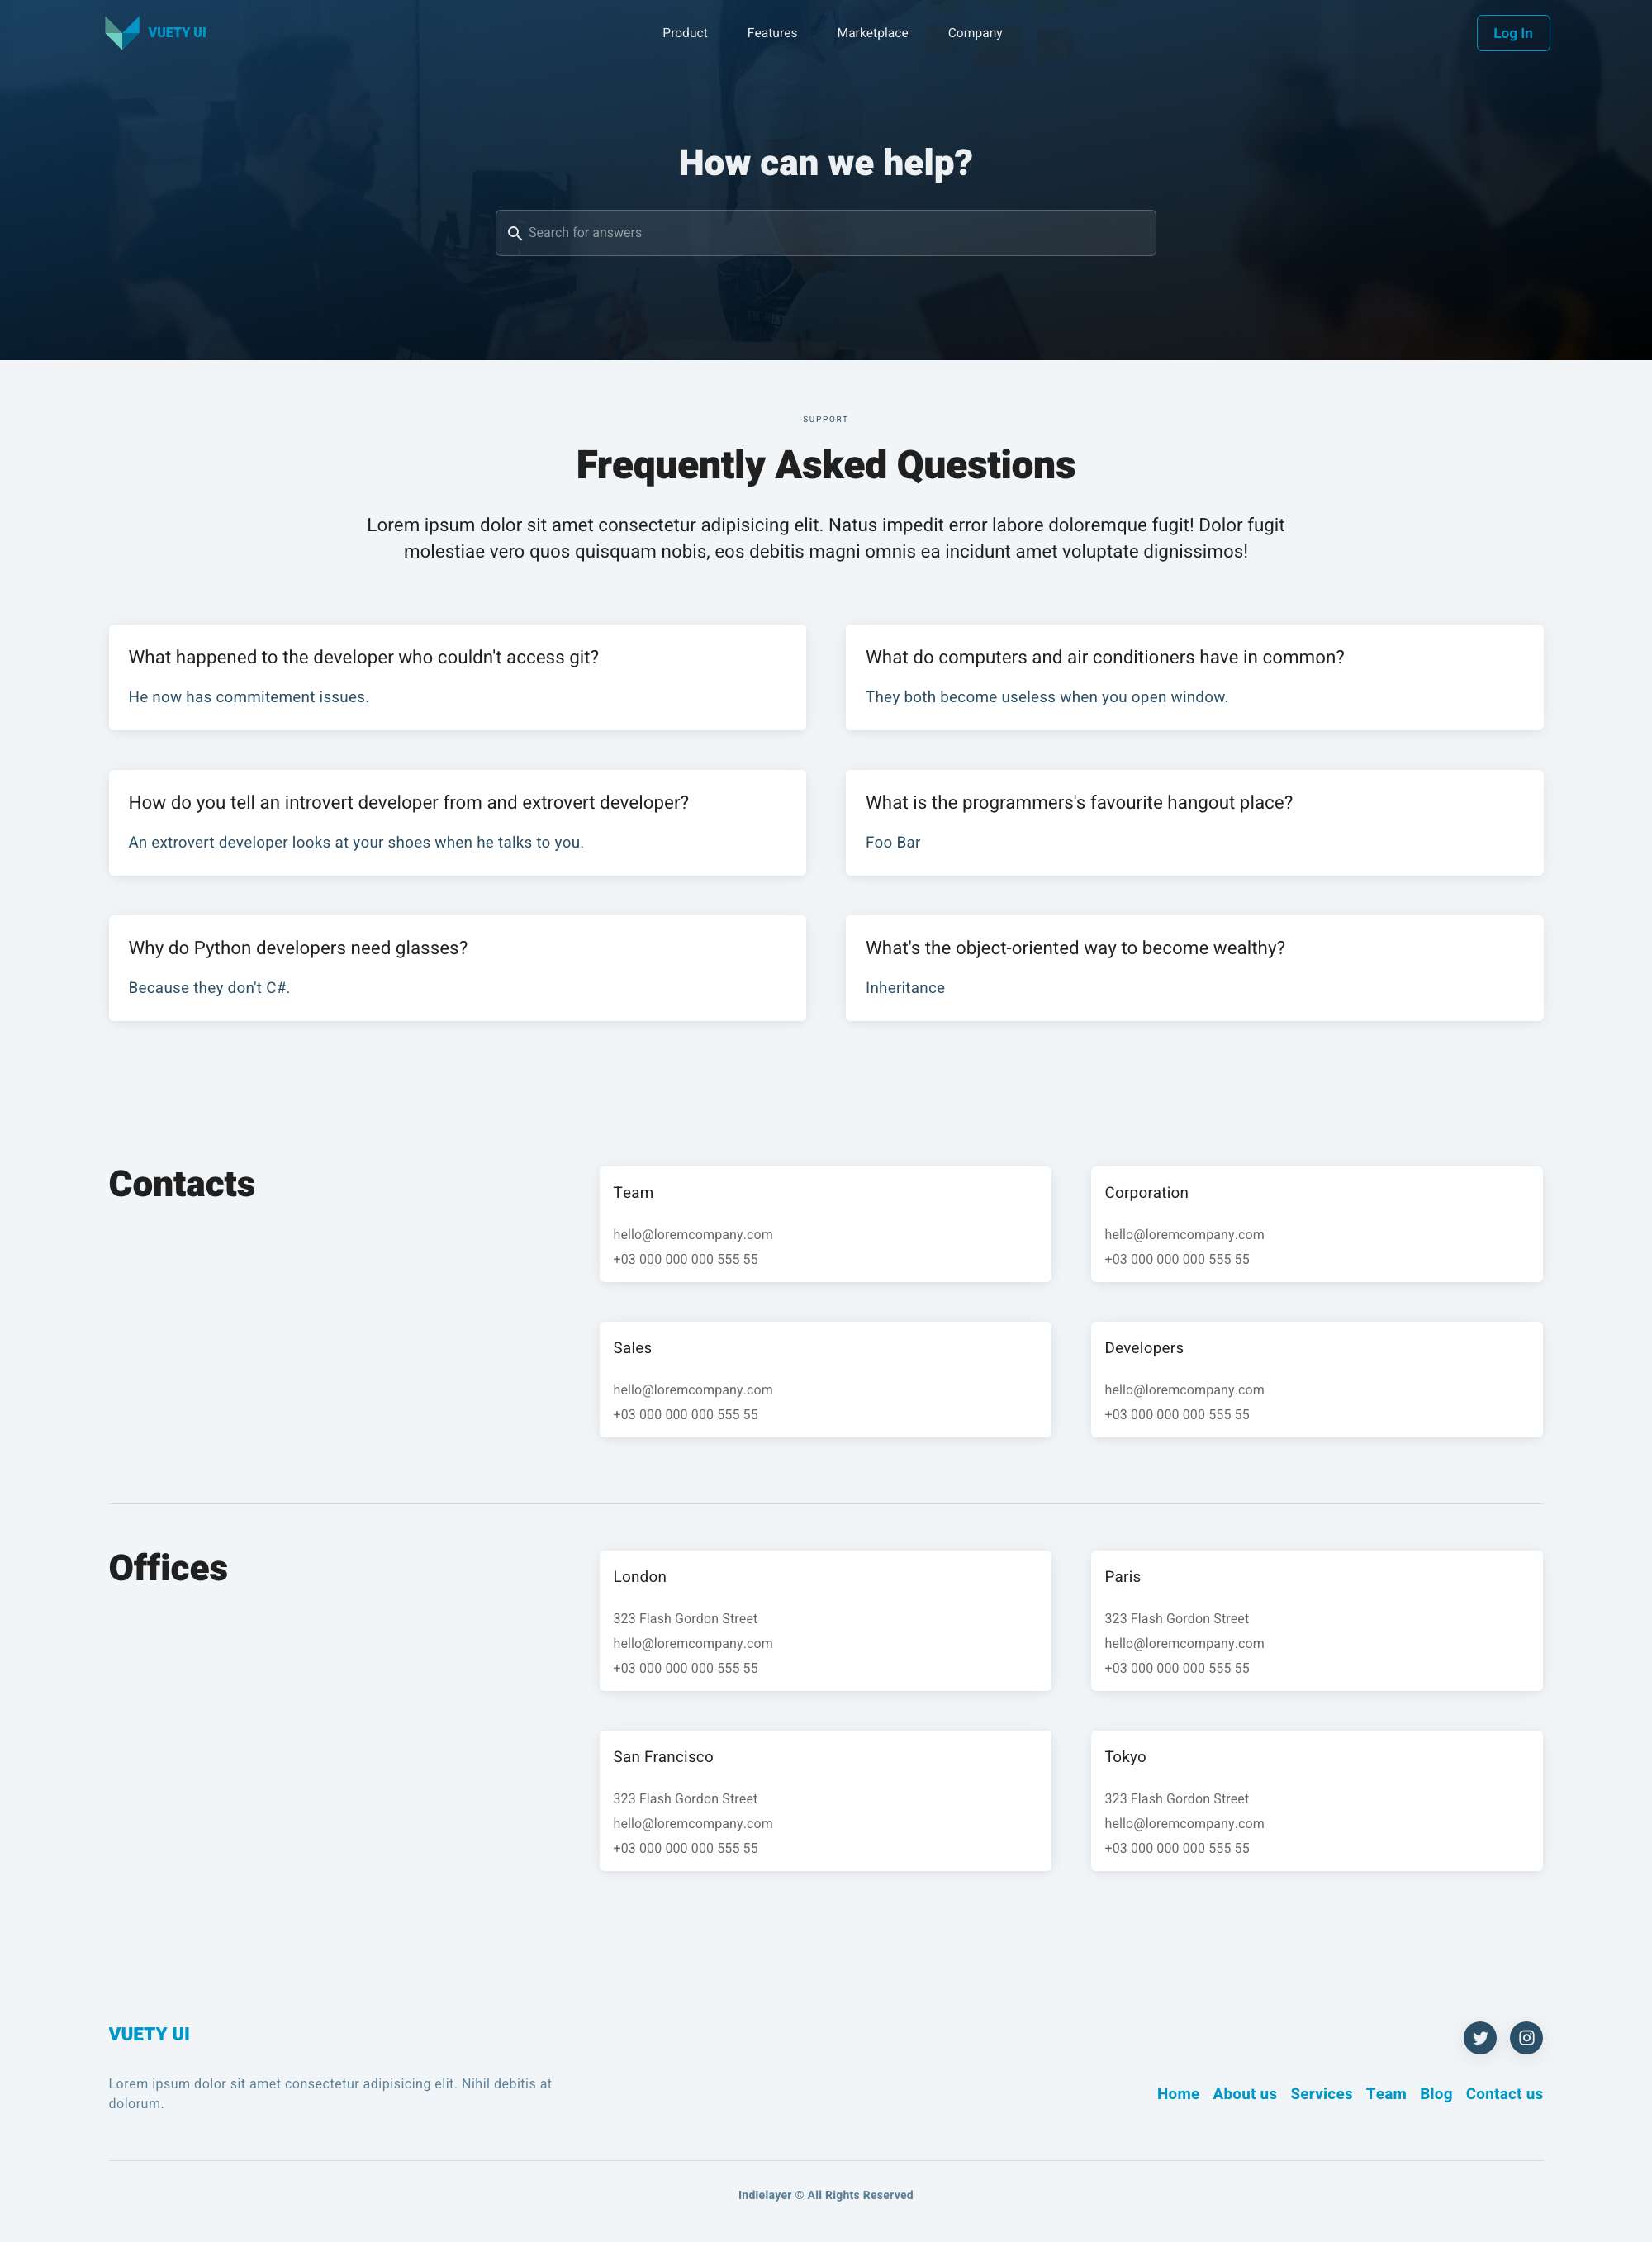 VUETY UI
Product Features Marketplace Company
Log In
How can we help?
Search for answers
SUPPORT
Frequently Asked Questions
Lorem ipsum dolor sit amet consectetur adipisicing elit. Natus impedit error labore doloremque fugit! Dolor fugit
molestiae vero quos quisquam nobis, eos debitis magni omnis ea incidunt amet voluptate dignissimos!
What happened to the developer who couldn't access git?
He now has commitement issues.
What do computers and air conditioners have in common?
They both become useless when you open window.
How do you tell an introvert developer from and extrovert developer?
An extrovert developer looks at your shoes when he talks to you.
What is the programmers's favourite hangout place?
Foo Bar
Why do Python developers need glasses?
Because they don't C#.
What's the object-oriented way to become wealthy?
Inheritance
Contacts
Team
hello@loremcompany.com
+03 000 000 000 555 55
Corporation
hello@loremcompany.com
+03 000 000 000 555 55
Sales
hello@loremcompany.com
+03 000 000 000 555 55
Developers
hello@loremcompany.com
+03 000 000 000 555 55
Offices
London
323 Flash Gordon Street
hello@loremcompany.com
+03 000 000 000 555 55
Paris
323 Flash Gordon Street
hello@loremcompany.com
+03 000 000 000 555 55
San Francisco
323 Flash Gordon Street
hello@loremcompany.com
+03 000 000 000 555 55
Tokyo
323 Flash Gordon Street
hello@loremcompany.com
+03 000 000 000 555 55
VUETY UI
Lorem ipsum dolor sit amet consectetur adipisicing elit. Nihil debitis at
dolorum.
Home About us Services Team Blog Contact us
Indielayer © All Rights Reserved